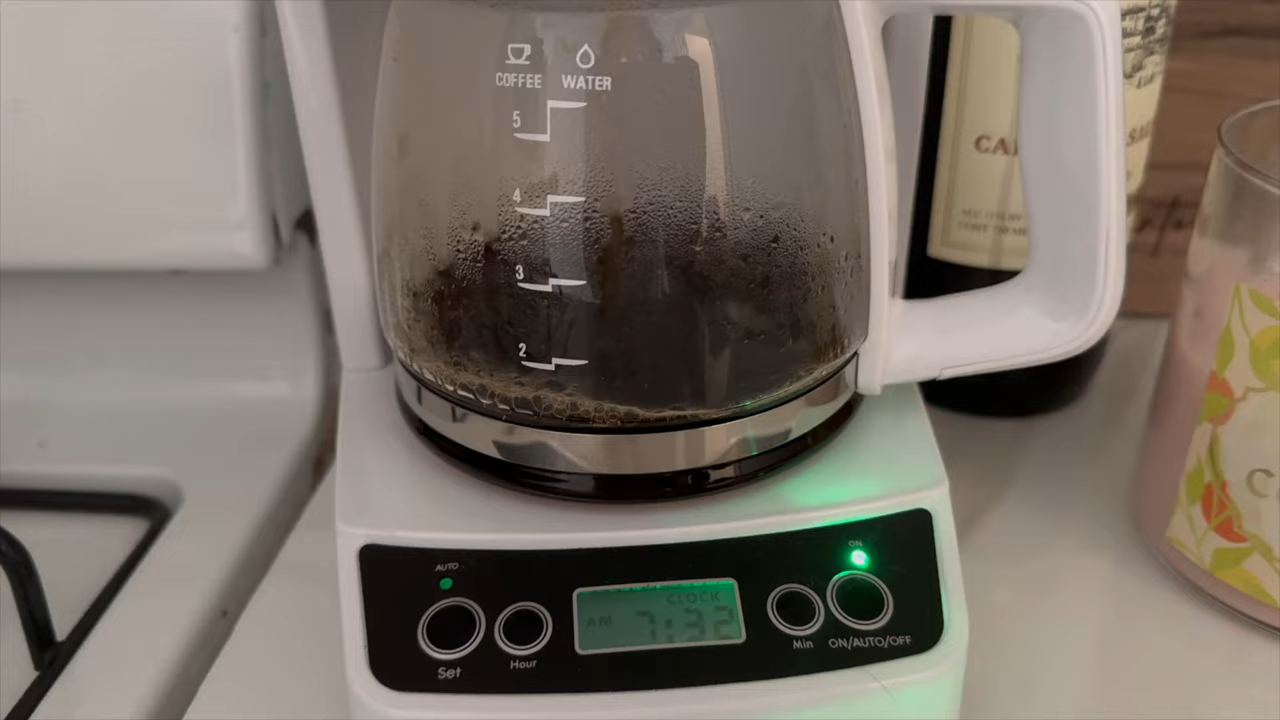 COFFEE WATER
5
4
3
2
AUTO
ON
CLOCK
AM 7:32
Set
Hour
Min
ON/AUTO/OFF